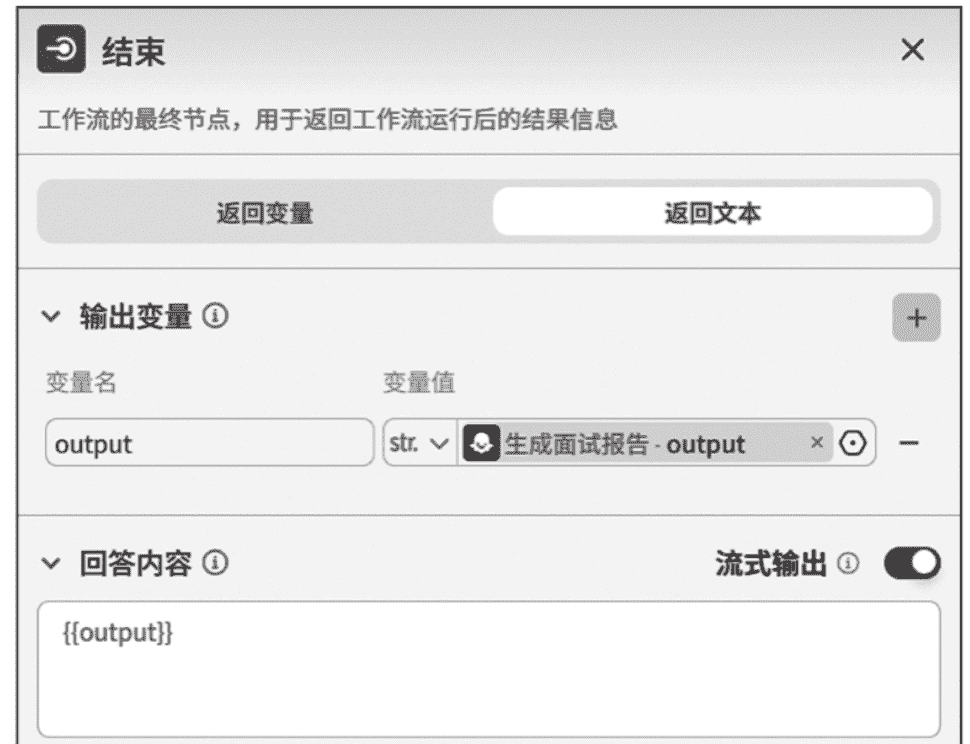 结束
工作流的最终节点，用于返回工作流运行后的结果信息
返回变量 返回文本
输出变量
变量名 变量值
output str. 生成面试报告 - output
回答内容 流式输出
{{output}}